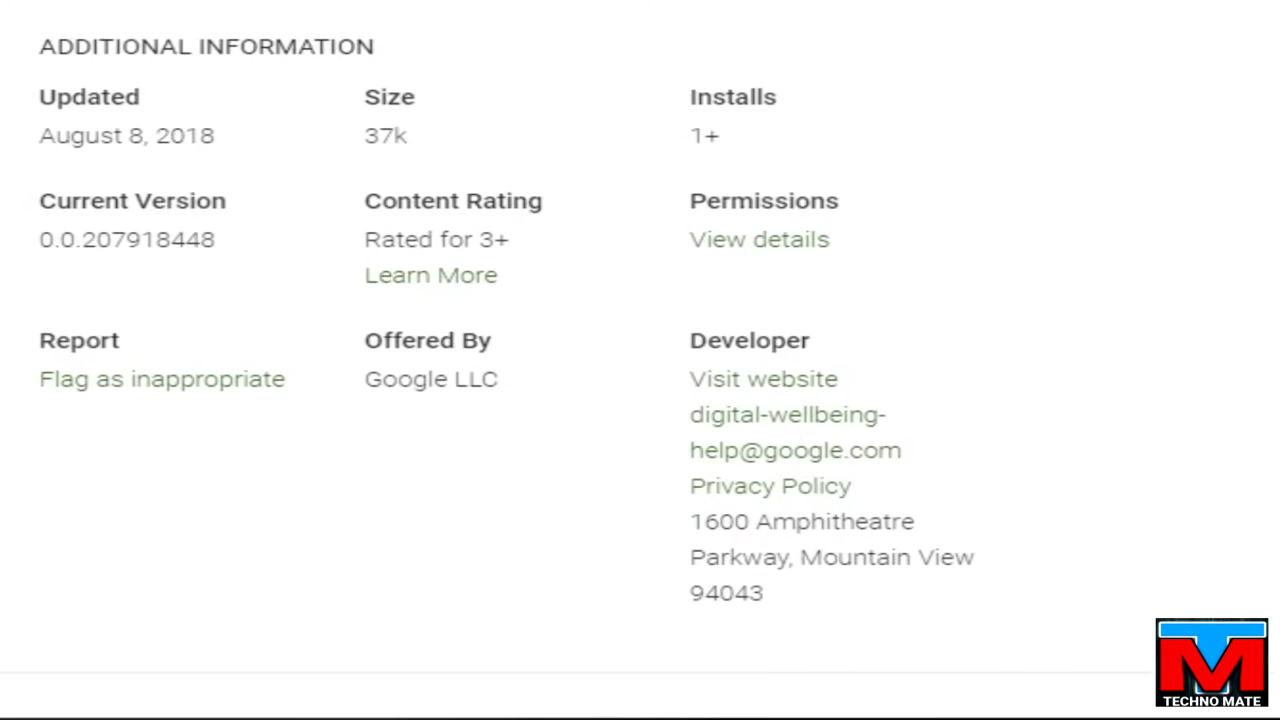 ADDITIONAL INFORMATION
Updated
Size
Installs
August 8, 2018
37k
1+
Current Version
Content Rating
Permissions
0.0.207918448
Rated for 3+
View details
Learn More
Report
Offered By
Developer
Flag as inappropriate
Google LLC
Visit website
digital-wellbeing-
help@google.com
Privacy Policy
1600 Amphitheatre
Parkway, Mountain View
94043
TM
TECHNO MATE